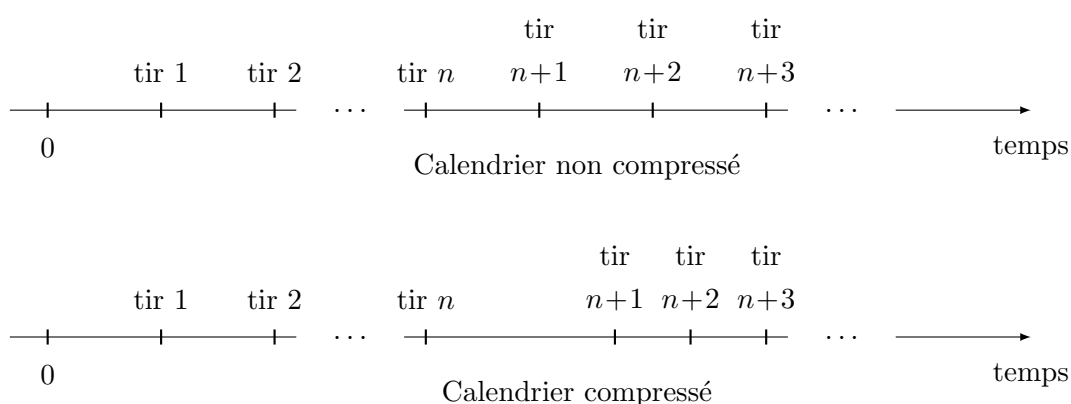 tir tir tir
tir 1 tir 2 tir n n+1 n+2 n+3
... ...
0 temps
Calendrier non compressé
tir tir tir
tir 1 tir 2 tir n n+1 n+2 n+3
... ...
0 temps
Calendrier compressé